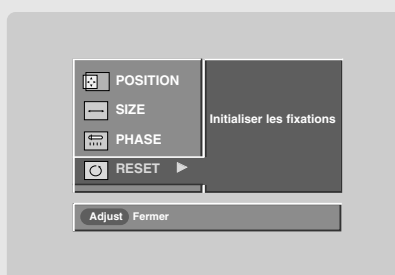 POSITION
SIZE
PHASE
RESET
Initialiser les fixations
Adjust Fermer